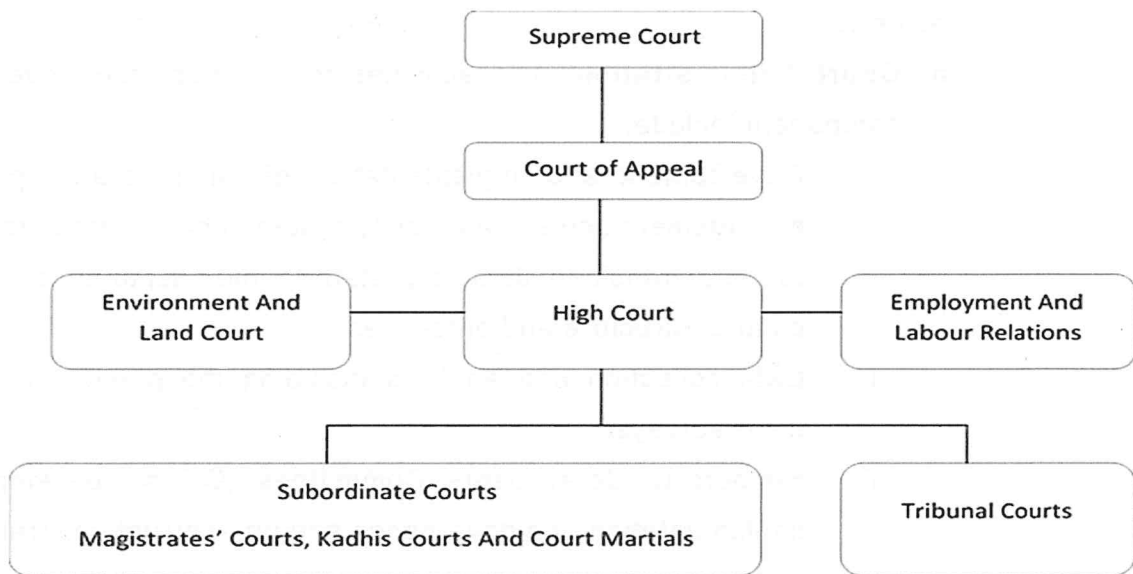 Supreme Court
Court of Appeal
Environment And
Land Court
High Court
Employment And
Labour Relations
Subordinate Courts
Magistrates’ Courts, Kadhis Courts And Court Martials
Tribunal Courts